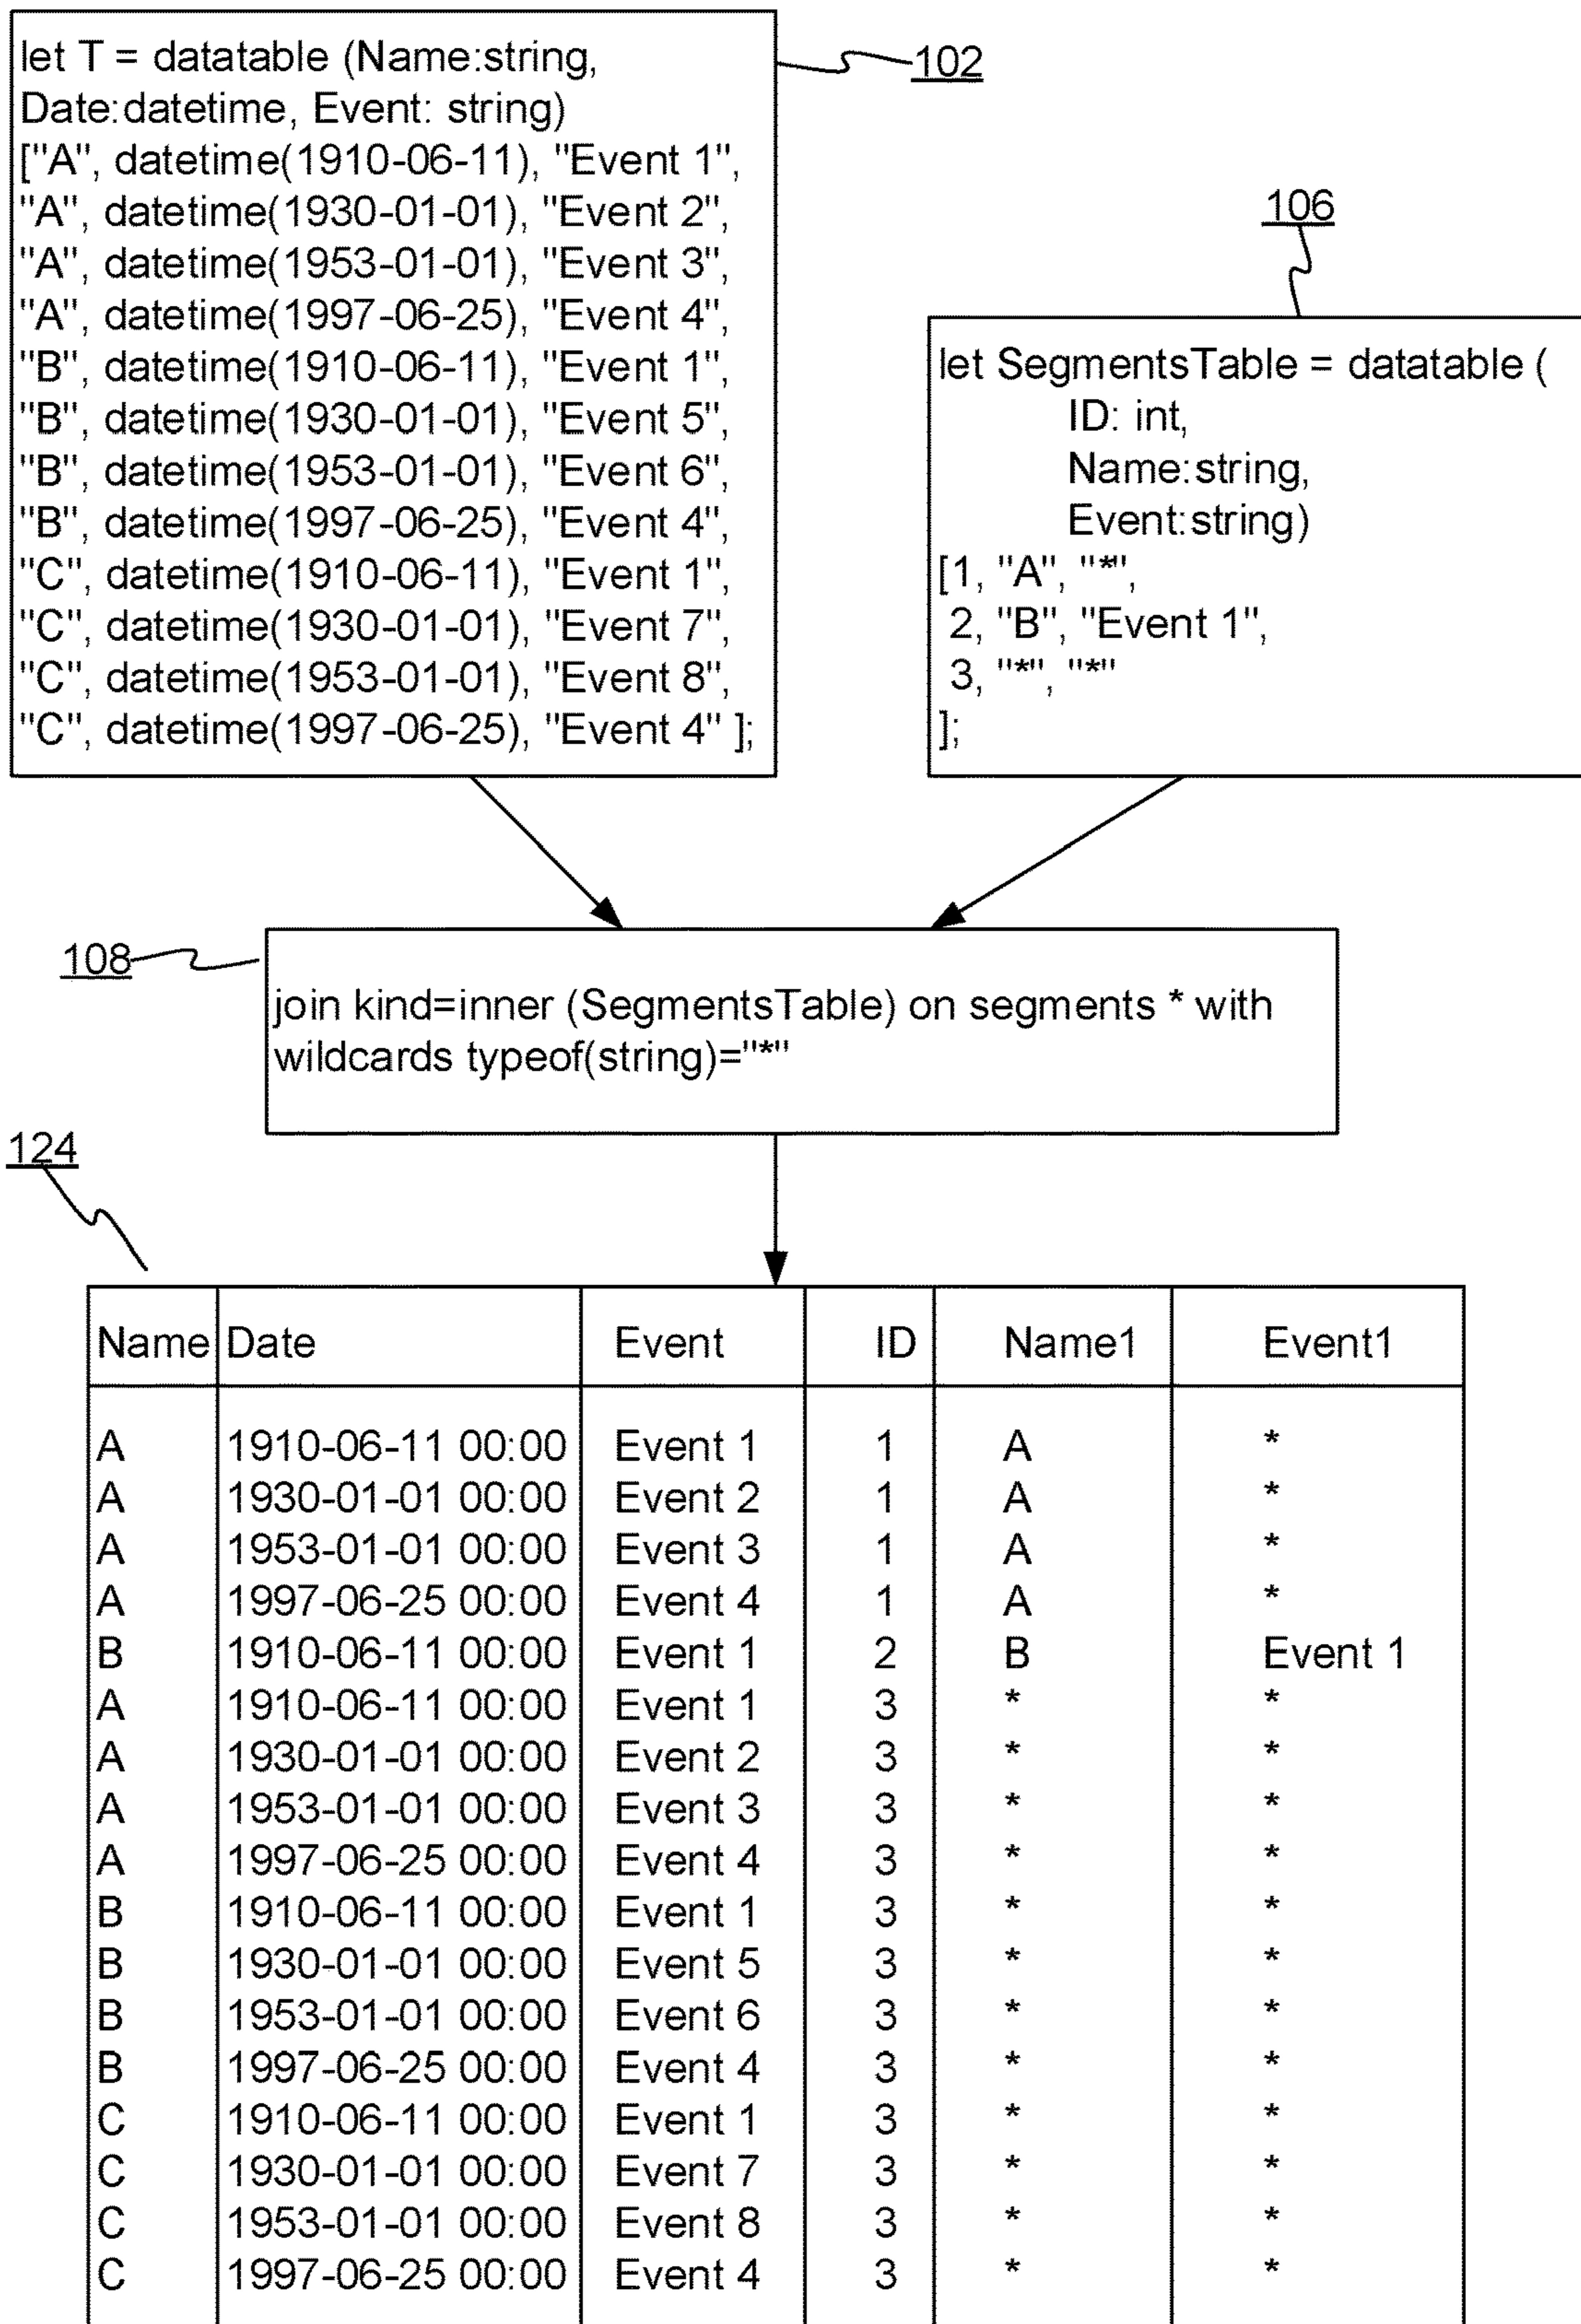 let T = datatable (Name:string,
Date:datetime, Event: string)
["A", datetime(1910-06-11), "Event 1",
"A", datetime(1930-01-01), "Event 2",
"A", datetime(1953-01-01), "Event 3",
"A", datetime(1997-06-25), "Event 4",
"B", datetime(1910-06-11), "Event 1",
"B", datetime(1930-01-01), "Event 5",
"B", datetime(1953-01-01), "Event 6",
"B", datetime(1997-06-25), "Event 4",
"C", datetime(1910-06-11), "Event 1",
"C", datetime(1930-01-01), "Event 7",
"C", datetime(1953-01-01), "Event 8",
"C", datetime(1997-06-25), "Event 4" ];
102
106
let SegmentsTable = datatable (
ID: int,
Name:string,
Event:string)
[1, "A", "*",
2, "B", "Event 1",
3, "*", "*"
];
108
join kind=inner (SegmentsTable) on segments * with
wildcards typeof(string)="*"
124
Name Date Event ID Name1 Event1
A 1910-06-11 00:00 Event 1 1 A *
A 1930-01-01 00:00 Event 2 1 A *
A 1953-01-01 00:00 Event 3 1 A *
A 1997-06-25 00:00 Event 4 1 A *
B 1910-06-11 00:00 Event 1 2 B Event 1
A 1910-06-11 00:00 Event 1 3 * *
A 1930-01-01 00:00 Event 2 3 * *
A 1953-01-01 00:00 Event 3 3 * *
A 1997-06-25 00:00 Event 4 3 * *
B 1910-06-11 00:00 Event 1 3 * *
B 1930-01-01 00:00 Event 5 3 * *
B 1953-01-01 00:00 Event 6 3 * *
B 1997-06-25 00:00 Event 4 3 * *
C 1910-06-11 00:00 Event 1 3 * *
C 1930-01-01 00:00 Event 7 3 * *
C 1953-01-01 00:00 Event 8 3 * *
C 1997-06-25 00:00 Event 4 3 * *